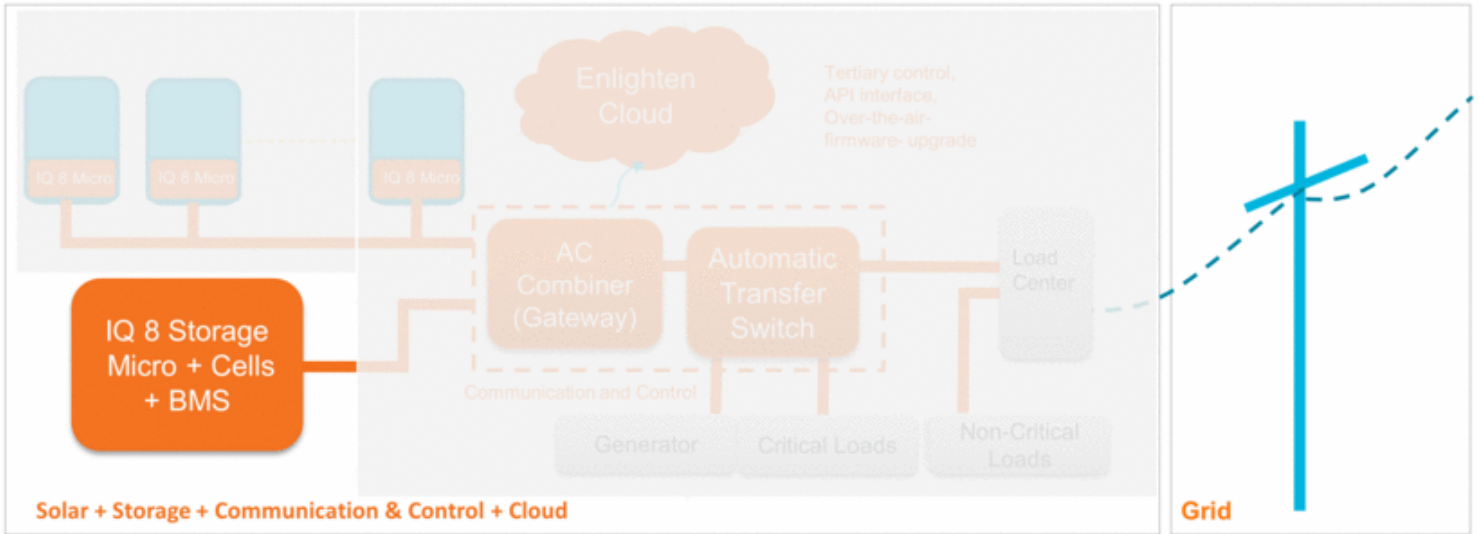 Enlighten
Cloud
Tertiary control,
API interface,
Over-the-air-
firmware- upgrade
IQ 8 Micro
IQ 8 Micro
IQ 8 Micro
AC
Combiner
(Gateway)
Automatic
Transfer
Switch
Load
Center
IQ 8 Storage
Micro + Cells
+ BMS
Communication and Control
Generator
Critical Loads
Non-Critical
Loads
Solar + Storage + Communication & Control + Cloud
Grid